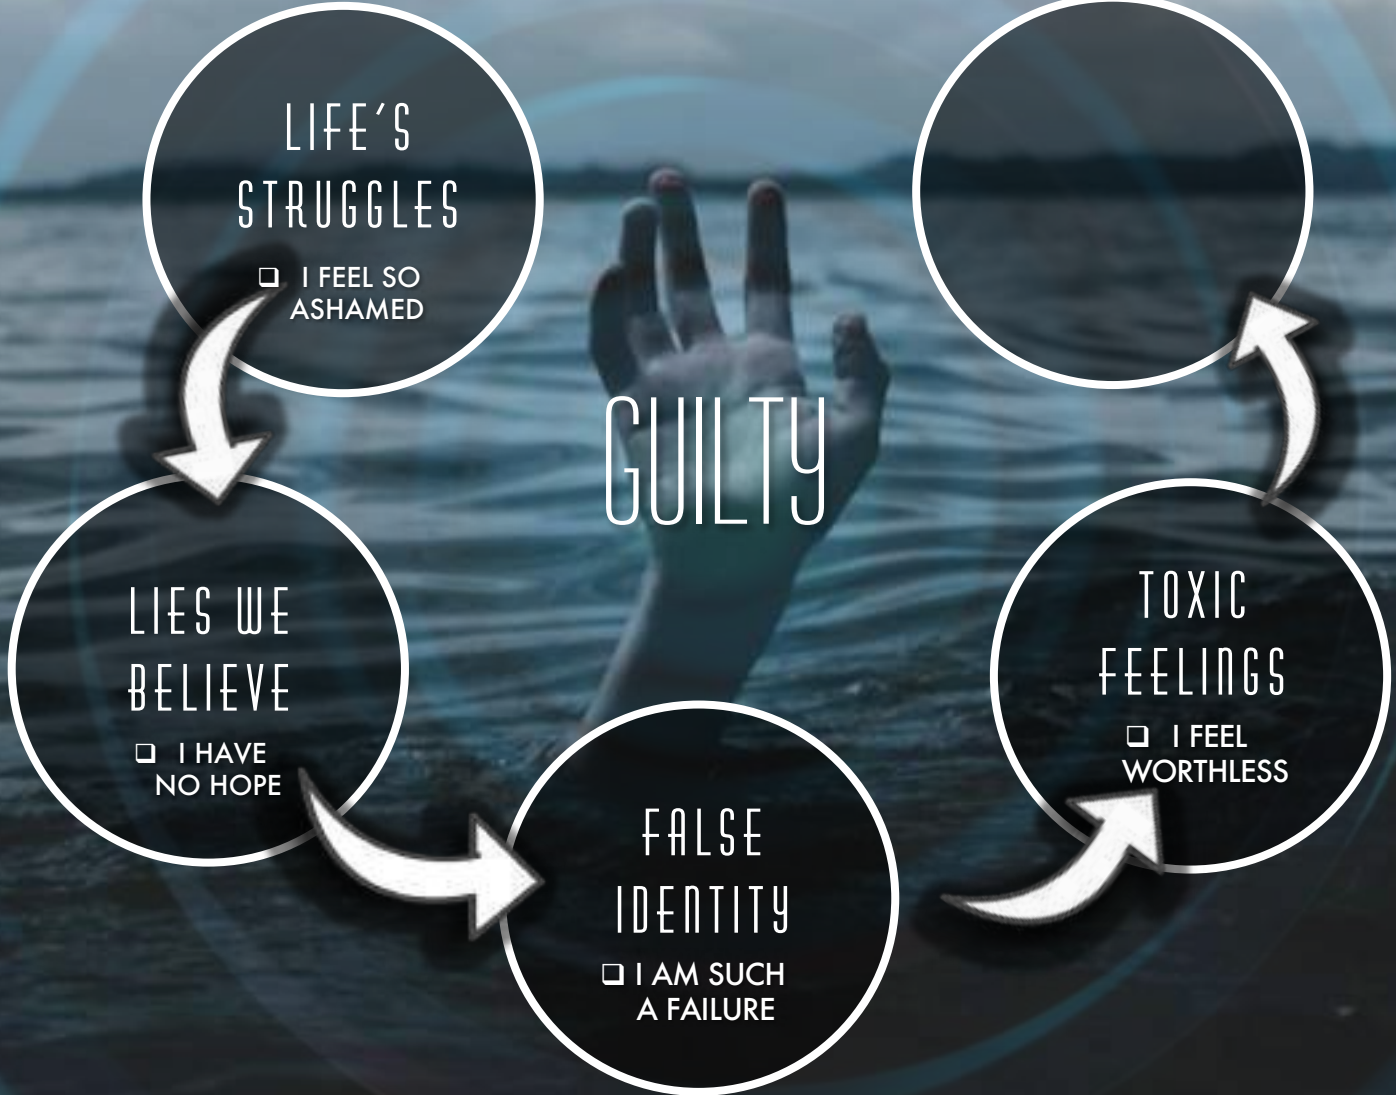 LIFE'S
STRUGGLES
❑ I FEEL SO
ASHAMED
GUILTY
LIES WE
BELIEVE
❑ I HAVE
NO HOPE
FALSE
IDENTITY
❑ I AM SUCH
A FAILURE
TOXIC
FEELINGS
❑ I FEEL
WORTHLESS